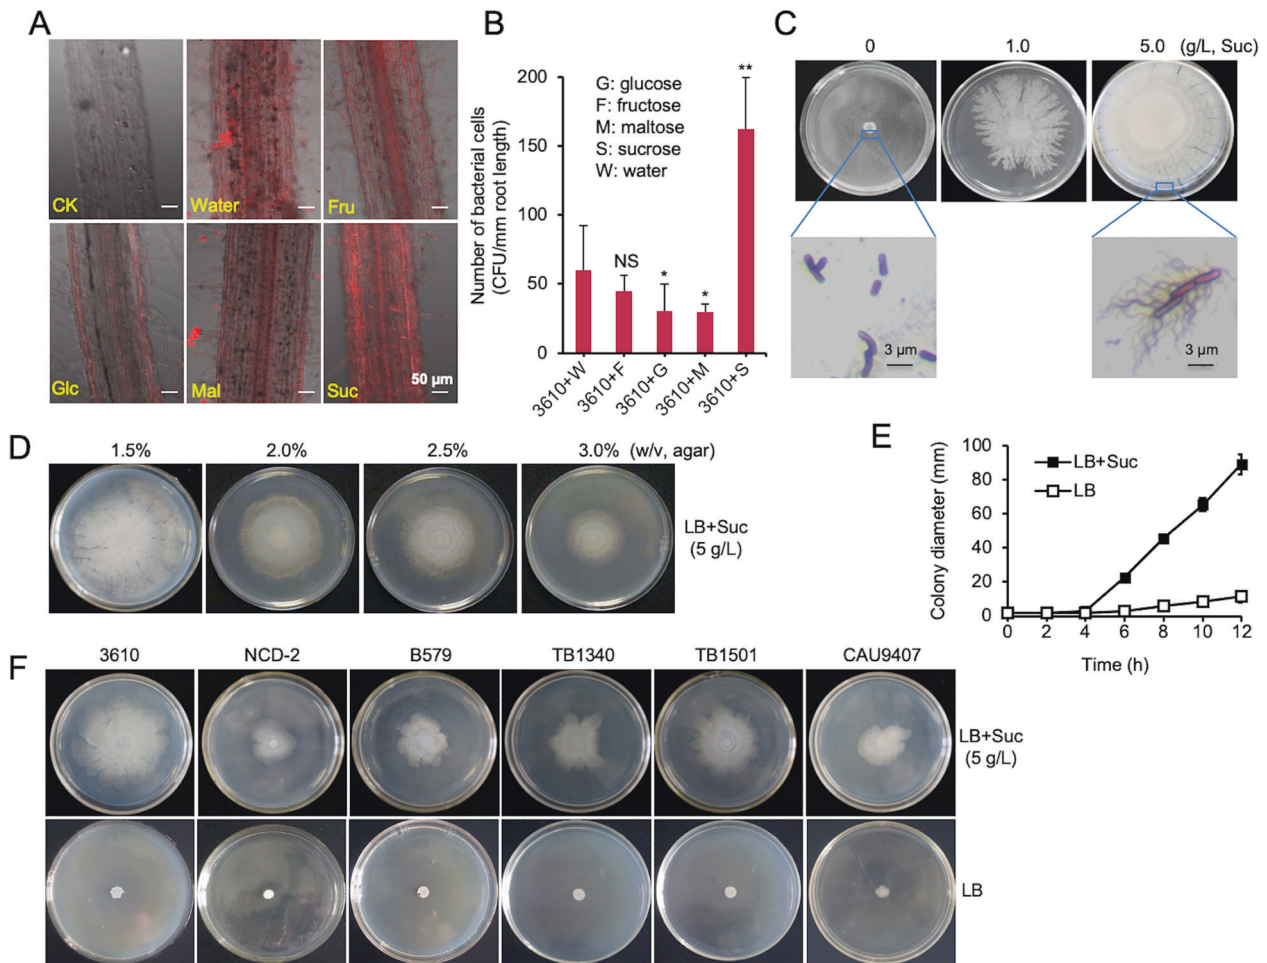 A
CK
Water
Fru
Glc
Mal
Suc
50 µm
B
Number of bacterial cells
(CFU/mm root length)
200
150
100
50
0
G: glucose
F: fructose
M: maltose
S: sucrose
W: water
NS
*
*
**
3610+W
3610+F
3610+G
3610+M
3610+S
C
0
1.0
5.0 (g/L, Suc)
3 µm
3 µm
D
1.5%
2.0%
2.5%
3.0% (w/v, agar)
LB+Suc
(5 g/L)
E
Colony diameter (mm)
100
80
60
40
20
0
LB+Suc
LB
0 2 4 6 8 10 12
Time (h)
F
3610
NCD-2
B579
TB1340
TB1501
CAU9407
LB+Suc
(5 g/L)
LB